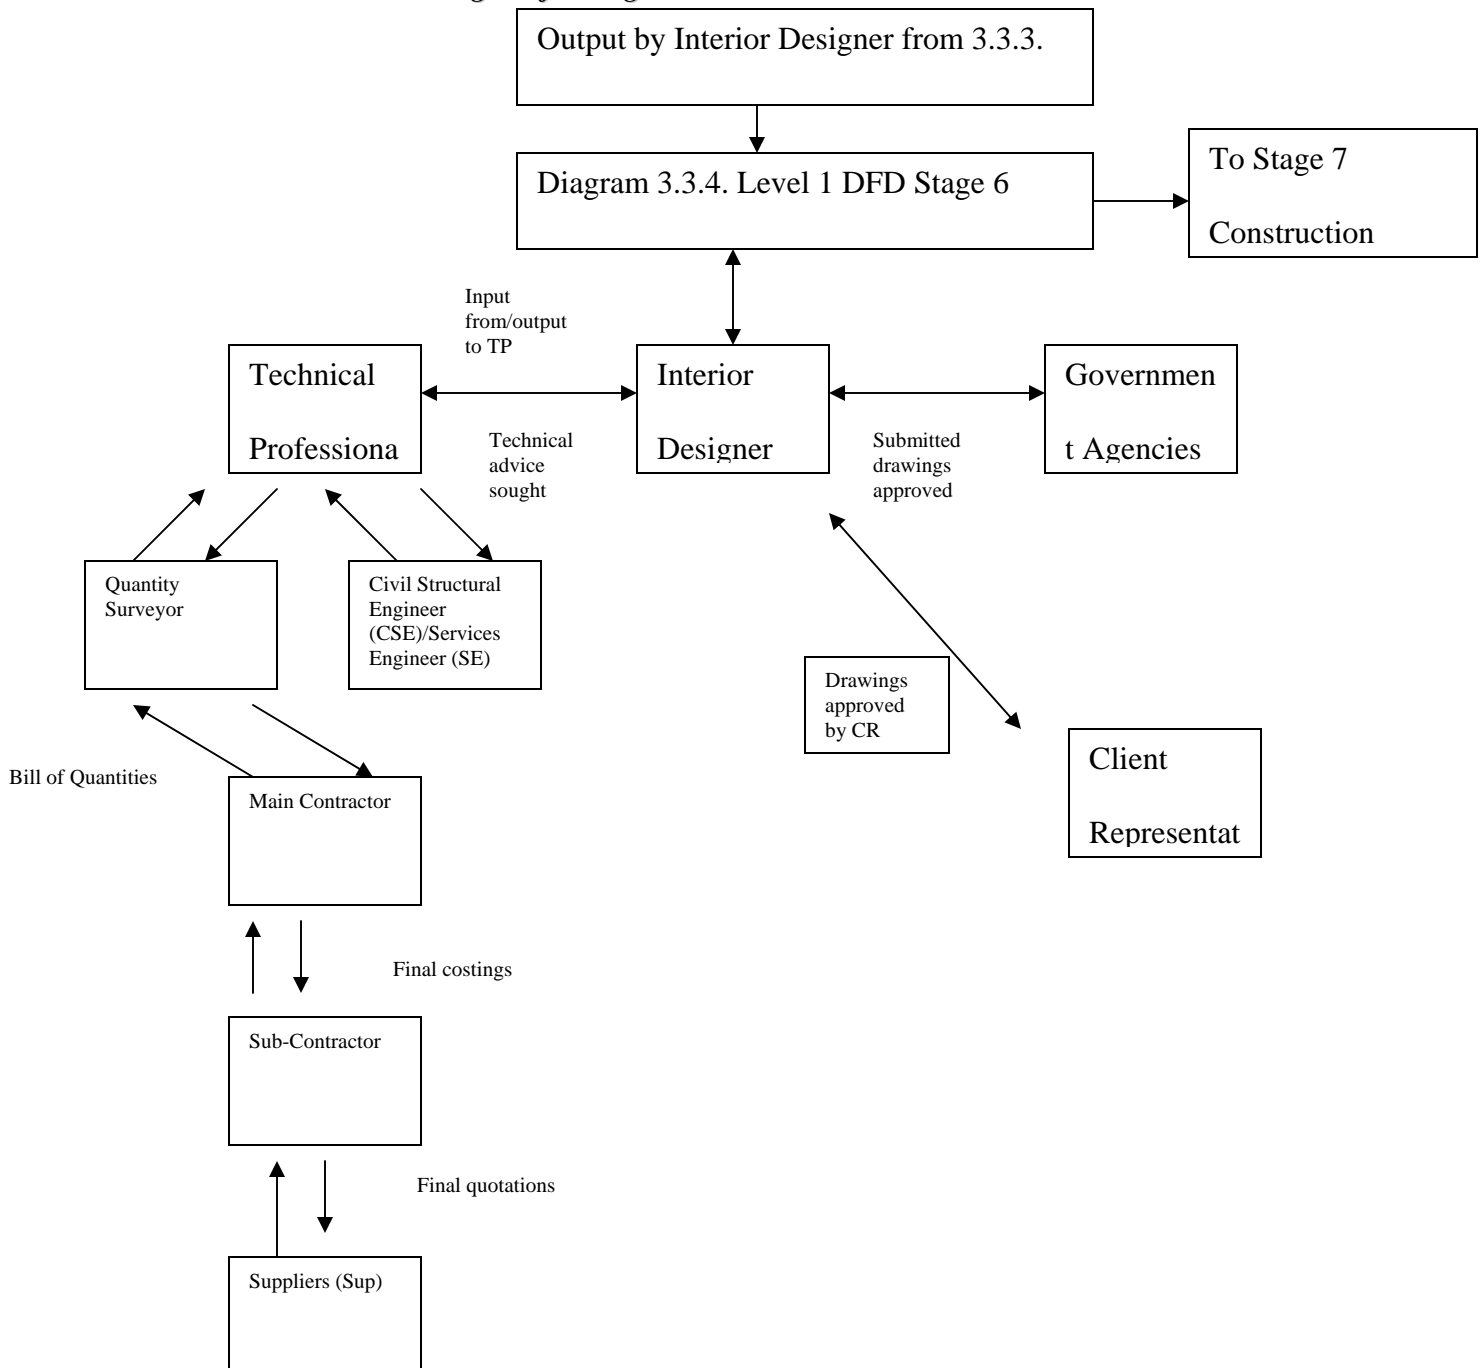 Output by Interior Designer from 3.3.3.
Diagram 3.3.4. Level 1 DFD Stage 6
To Stage 7
Construction
Input
from/output
to TP
Technical
Professiona
Interior
Designer
Governmen
t Agencies
Technical
advice
sought
Submitted
drawings
approved
Quantity
Surveyor
Civil Structural
Engineer
(CSE)/Services
Engineer (SE)
Drawings
approved
by CR
Client
Representat
Bill of Quantities
Main Contractor
Final costings
Sub-Contractor
Final quotations
Suppliers (Sup)